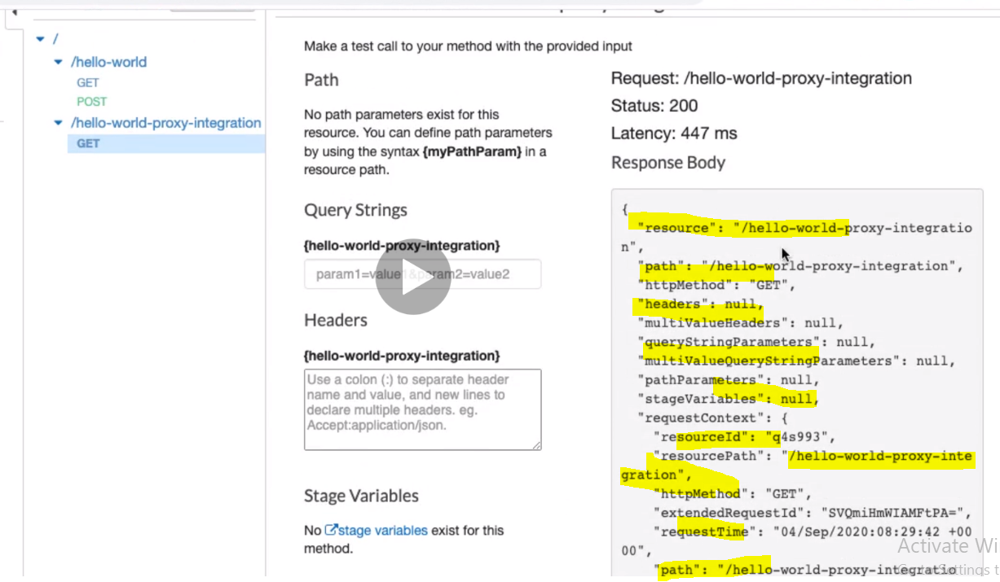 /
/hello-world
GET
POST
/hello-world-proxy-integration
GET
Make a test call to your method with the provided input
Path
No path parameters exist for this
resource. You can define path parameters
by using the syntax {myPathParam} in a
resource path.
Query Strings
{hello-world-proxy-integration}
param1=value1&param2=value2
Headers
{hello-world-proxy-integration}
Use a colon (:) to separate header
name and value, and new lines to
declare multiple headers. eg.
Accept:application/json.
Stage Variables
No stage variables exist for this
method.
Request: /hello-world-proxy-integration
Status: 200
Latency: 447 ms
Response Body
{
"resource": "/hello-world-proxy-integratio
n",
"path": "/hello-world-proxy-integration",
"httpMethod": "GET",
"headers": null,
"multiValueHeaders": null,
"queryStringParameters": null,
"multiValueQueryStringParameters": null,
"pathParameters": null,
"stageVariables": null,
"requestContext": {
"resourceId": "q4s993",
"resourcePath": "/hello-world-proxy-inte
gration",
"httpMethod": "GET",
"extendedRequestId": "SVQmiHmWIAMFtPA=",
"requestTime": "04/Sep/2020:08:29:42 +00
00",
"path": "/hello-world-proxy-integratio
Activate Wi
Go to Settings t